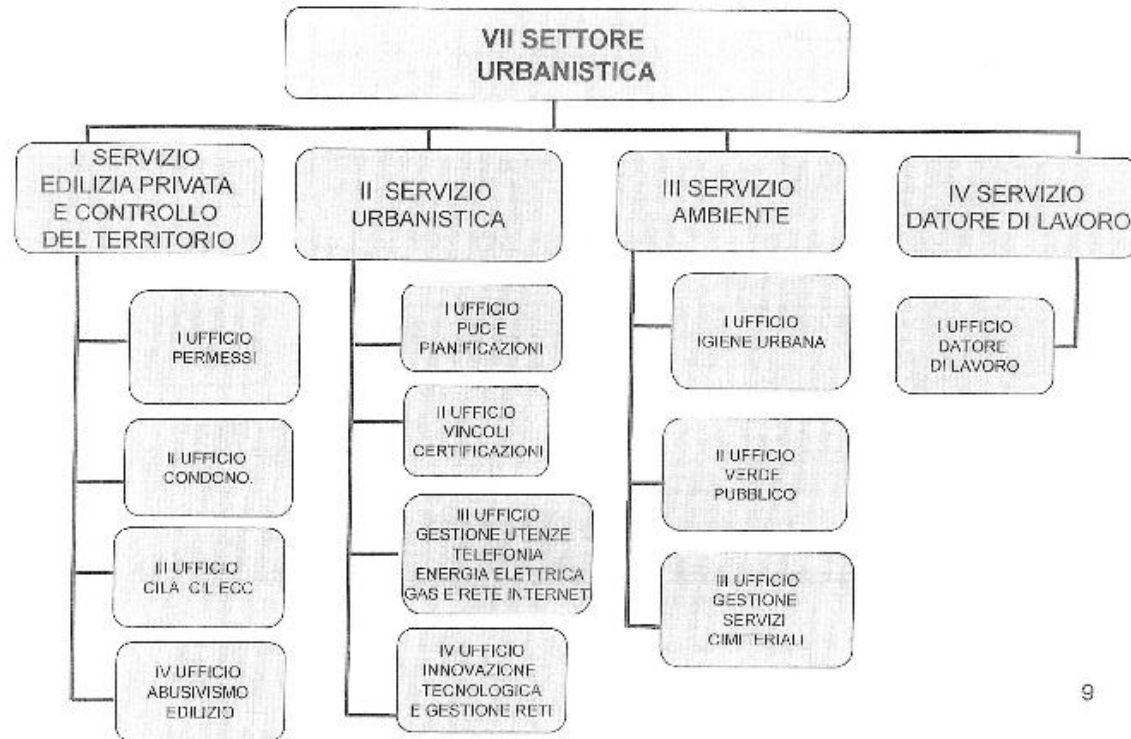 VII SETTORE
URBANISTICA
I SERVIZIO
EDILIZIA PRIVATA
E CONTROLLO
DEL TERRITORIO
II SERVIZIO
URBANISTICA
III SERVIZIO
AMBIENTE
IV SERVIZIO
DATORE DI LAVORO
I UFFICIO
PERMESSI
II UFFICIO
CONDONO.
III UFFICIO
CILA CIL ECC
IV UFFICIO
ABUSIVISMO
EDILIZIO
I UFFICIO
PUC E
PIANIFICAZIONI
II UFFICIO
VINCOLI
CERTIFICAZIONI
III UFFICIO
GESTIONE UTENZE
TELEFONIA
ENERGIA ELETTRICA
GAS E RETE INTERNET
IV UFFICIO
INNOVAZIONE
TECNOLOGICA
E GESTIONE RETI
I UFFICIO
IGIENE URBANA
II UFFICIO
VERDE
PUBBLICO
III UFFICIO
GESTIONE
SERVIZI
CIMITERIALI
I UFFICIO
DATORE
DI LAVORO
9